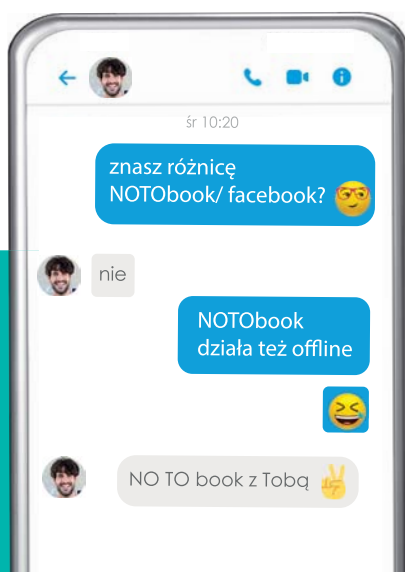 śr 10:20
znasz różnicę
NOTObook/ facebook?
nie
NOTObook
działa też offline
NO TO book z Tobą